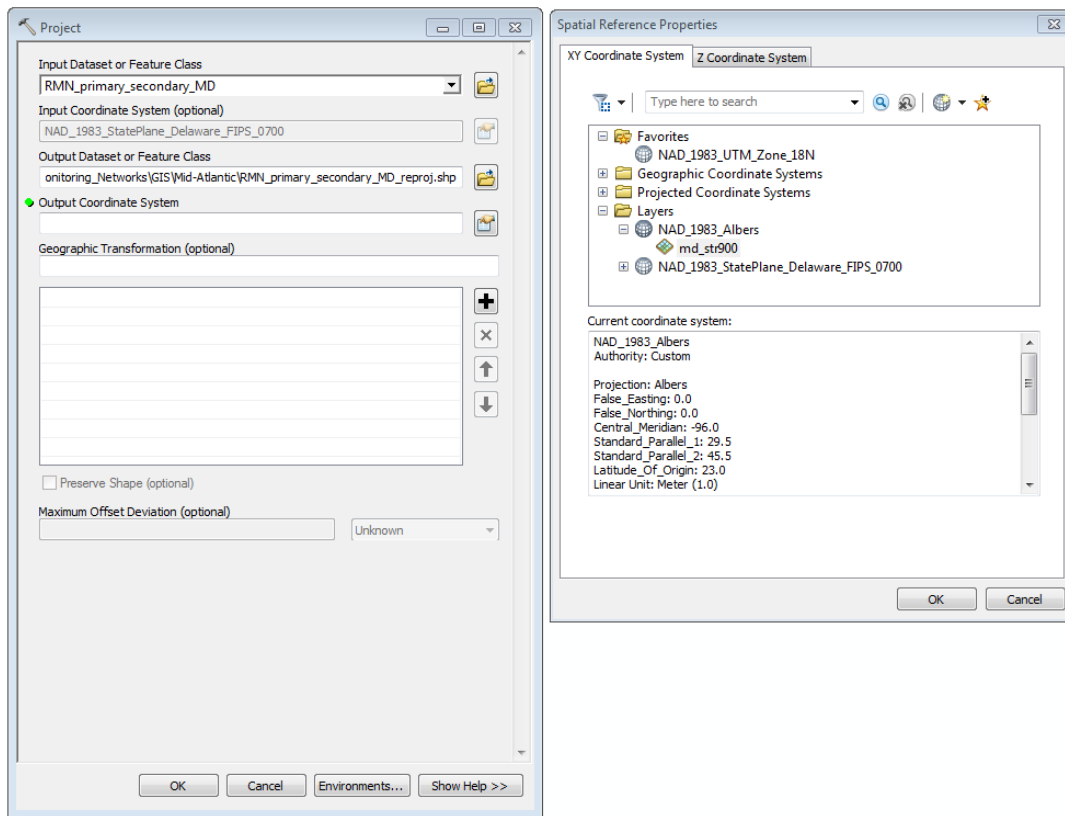 Project
Input Dataset or Feature Class
RMN_primary_secondary_MD
Input Coordinate System (optional)
NAD_1983_StatePlane_Delaware_FIPS_0700
Output Dataset or Feature Class
onitoring_Networks\GIS\Mid-Atlantic\RMN_primary_secondary_MD_reproj.shp
Output Coordinate System
Geographic Transformation (optional)
Preserve Shape (optional)
Maximum Offset Deviation (optional)
Unknown
OK
Cancel
Environments...
Show Help >>
Spatial Reference Properties
XY Coordinate System
Z Coordinate System
Type here to search
Favorites
NAD_1983_UTM_Zone_18N
Geographic Coordinate Systems
Projected Coordinate Systems
Layers
NAD_1983_Albers
md_str900
NAD_1983_StatePlane_Delaware_FIPS_0700
Current coordinate system:
NAD_1983_Albers
Authority: Custom
Projection: Albers
False_Easting: 0.0
False_Northing: 0.0
Central_Meridian: -96.0
Standard_Parallel_1: 29.5
Standard_Parallel_2: 45.5
Latitude_Of_Origin: 23.0
Linear Unit: Meter (1.0)
OK
Cancel